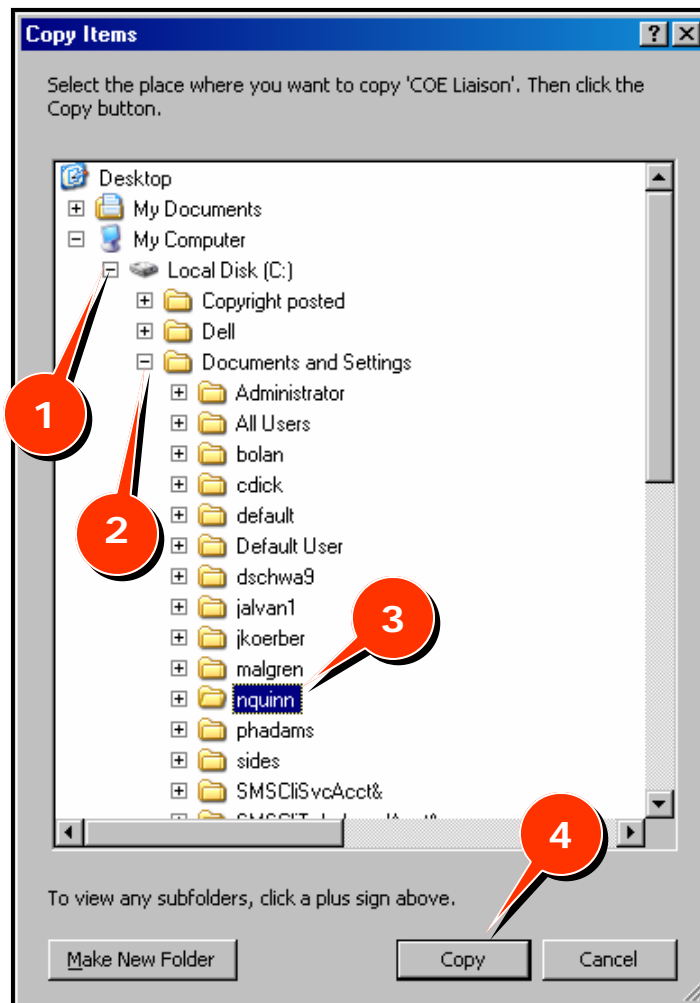 Copy Items
Select the place where you want to copy 'COE Liaison'. Then click the
Copy button.
Desktop
My Documents
My Computer
Local Disk (C:)
Copyright posted
Dell
Documents and Settings
Administrator
1
All Users
bolan
cdick
2
default
Default User
dschwa9
jalvan1
3
jkoerber
malgren
nquinn
phadams
sides
SMSCliSvcAcct&
4
To view any subfolders, click a plus sign above.
Make New Folder
Copy
Cancel